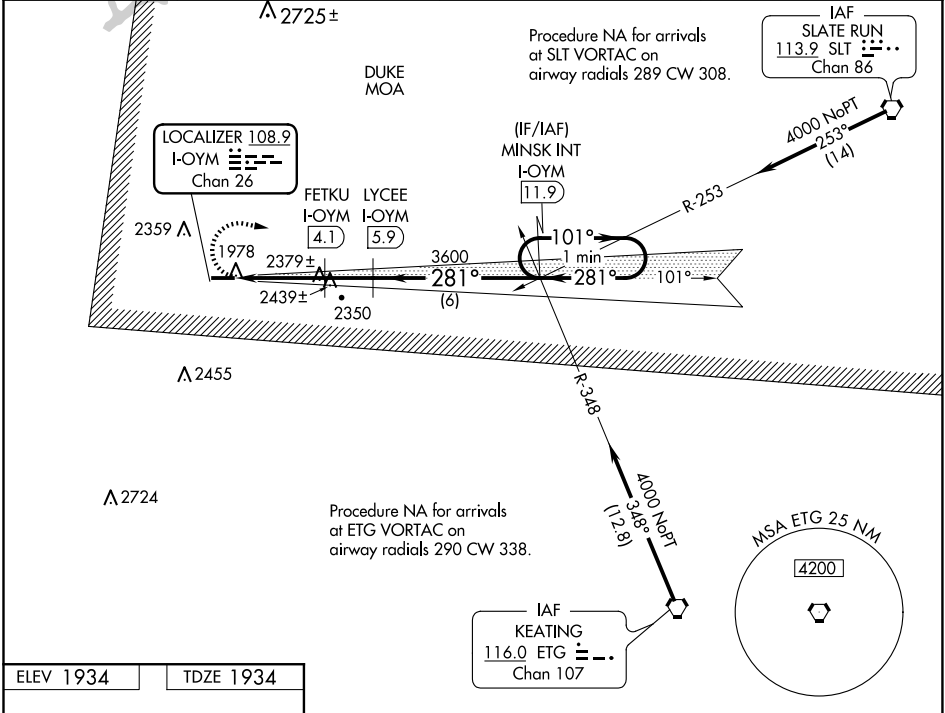 2725±
Procedure NA for arrivals
at SLT VORTAC on
airway radials 289 CW 308.
IAF
SLATE RUN
113.9 SLT
Chan 86
DUKE
MOA
4000 NoPT
253°
(14)
LOCALIZER 108.9
I-OYM
Chan 26
(IF/IAF)
MINSK INT
I-OYM
11.9
R-253
FETKU
I-OYM
4.1
LYCEE
I-OYM
5.9
2359
1978
2379±
2439±
2350
3600
281°
(6)
101°
1 min
281°
101°
2455
R-348
2724
4000 NoPT
348°
(12.8)
Procedure NA for arrivals
at ETG VORTAC on
airway radials 290 CW 338.
MSA ETG 25 NM
4200
IAF
KEATING
116.0 ETG
Chan 107
ELEV 1934
TDZE 1934